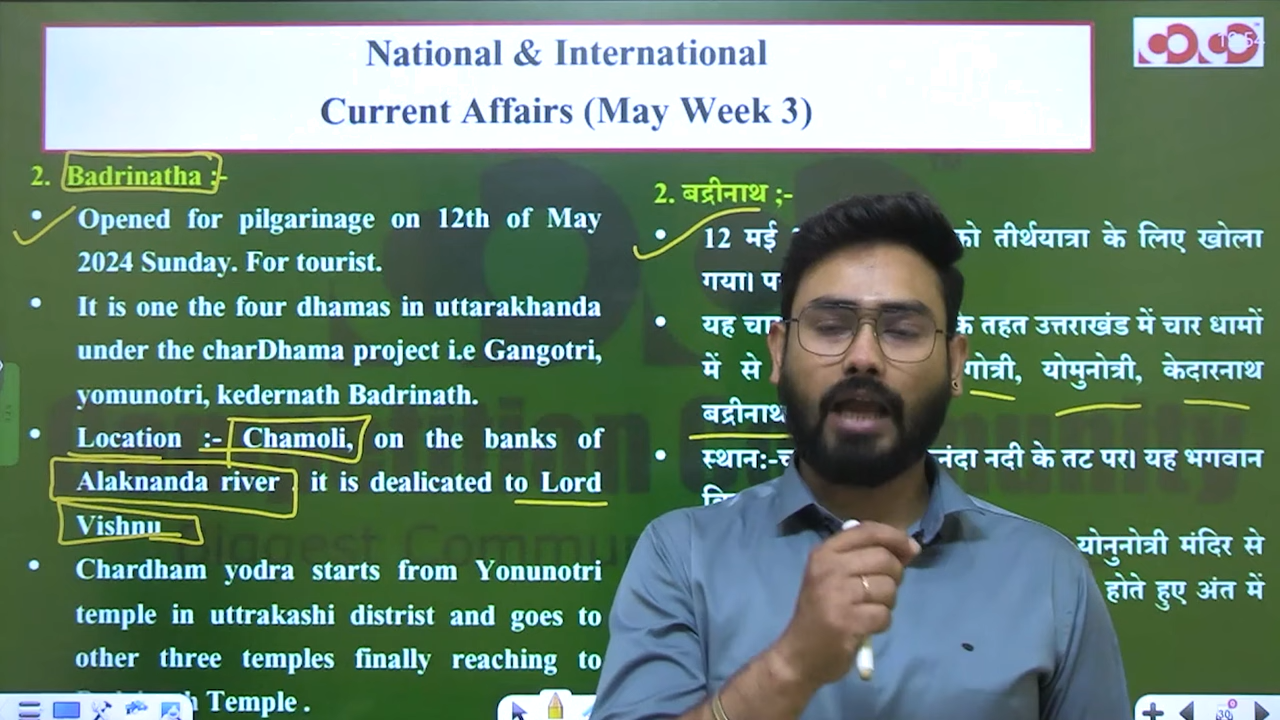 National & International
Current Affairs (May Week 3)
2. Badrinatha :-
• Opened for pilgarinage on 12th of May
2024 Sunday. For tourist.
• It is one the four dhamas in uttarakhanda
under the charDhama project i.e Gangotri,
yomunotri, kedernath Badrinath.
• Location :- Chamoli, on the banks of
Alaknanda river it is dealicated to Lord
Vishnu
• Chardham yodra starts from Yonunotri
temple in uttrakashi distrist and goes to
other three temples finally reaching to
Temple .
2. बद्रीनाथ ;-
• 12 मई को तीर्थयात्रा के लिए खोला
गया।
• यह के तहत उत्तराखंड में चार धामों
में से योमुनोत्री, केदारनाथ
बद्रीनाथ
• स्थान:- नदी के तट पर। यह भगवान
योनुनोत्री मंदिर से
होते हुए अंत में